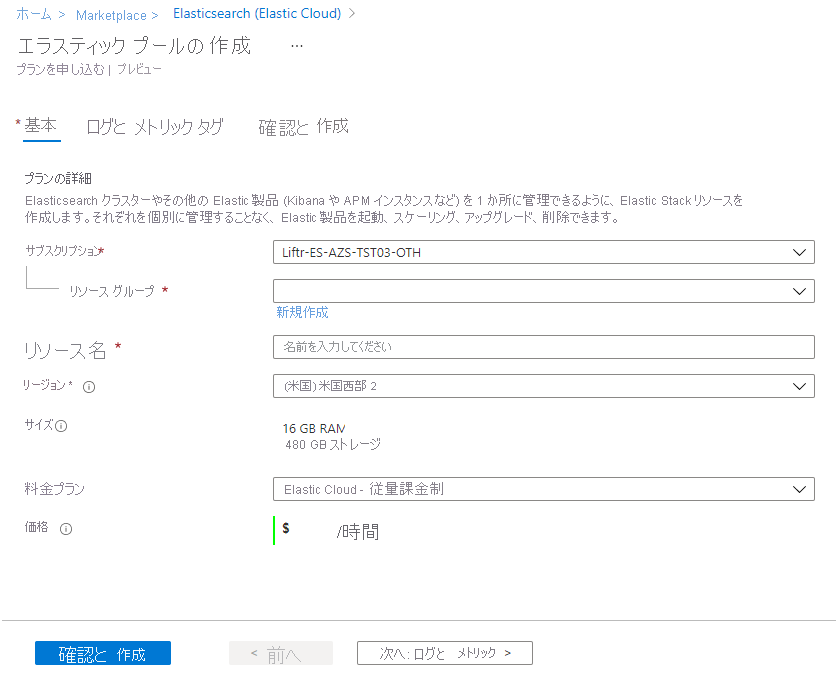 ホーム > Marketplace > Elasticsearch (Elastic Cloud) >
エラスティック プールの 作成 ...
プランを申し込む | プレビュー
* 基本 ログと メトリック タグ 確認と 作成
プランの詳細
Elasticsearch クラスターやその他の Elastic 製品 (Kibana や APM インスタンスなど) を 1 か所に管理できるように、Elastic Stack リソースを
作成します。それぞれを個別に管理することなく、Elastic 製品を起動、スケーリング、アップグレード、削除できます。
サブスクリプション* Liftr-ES-AZS-TST03-OTH
リソース グループ *
新規作成
リソース 名 * 名前を入力してください
リージョン * (米国) 米国西部 2
サイズ 16 GB RAM
480 GB ストレージ
料金プラン Elastic Cloud - 従量課金制
価格 $ /時間
確認と 作成 < 前へ 次へ: ログと メトリック >